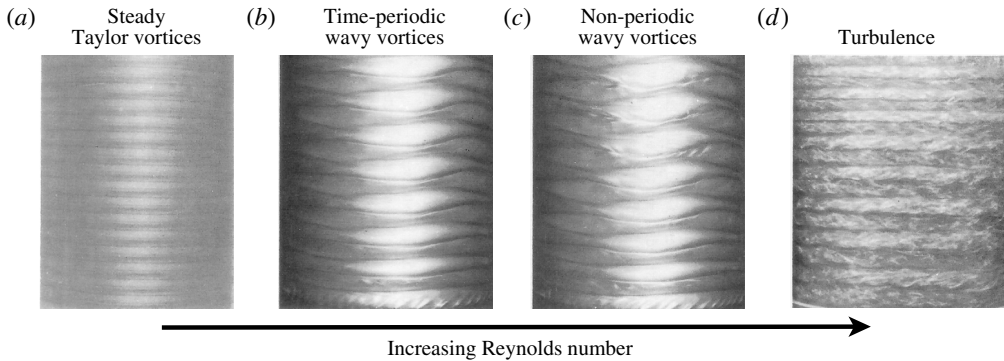 (a) Steady
Taylor vortices
(b) Time-periodic
wavy vortices
(c) Non-periodic
wavy vortices
(d)
Turbulence
Increasing Reynolds number